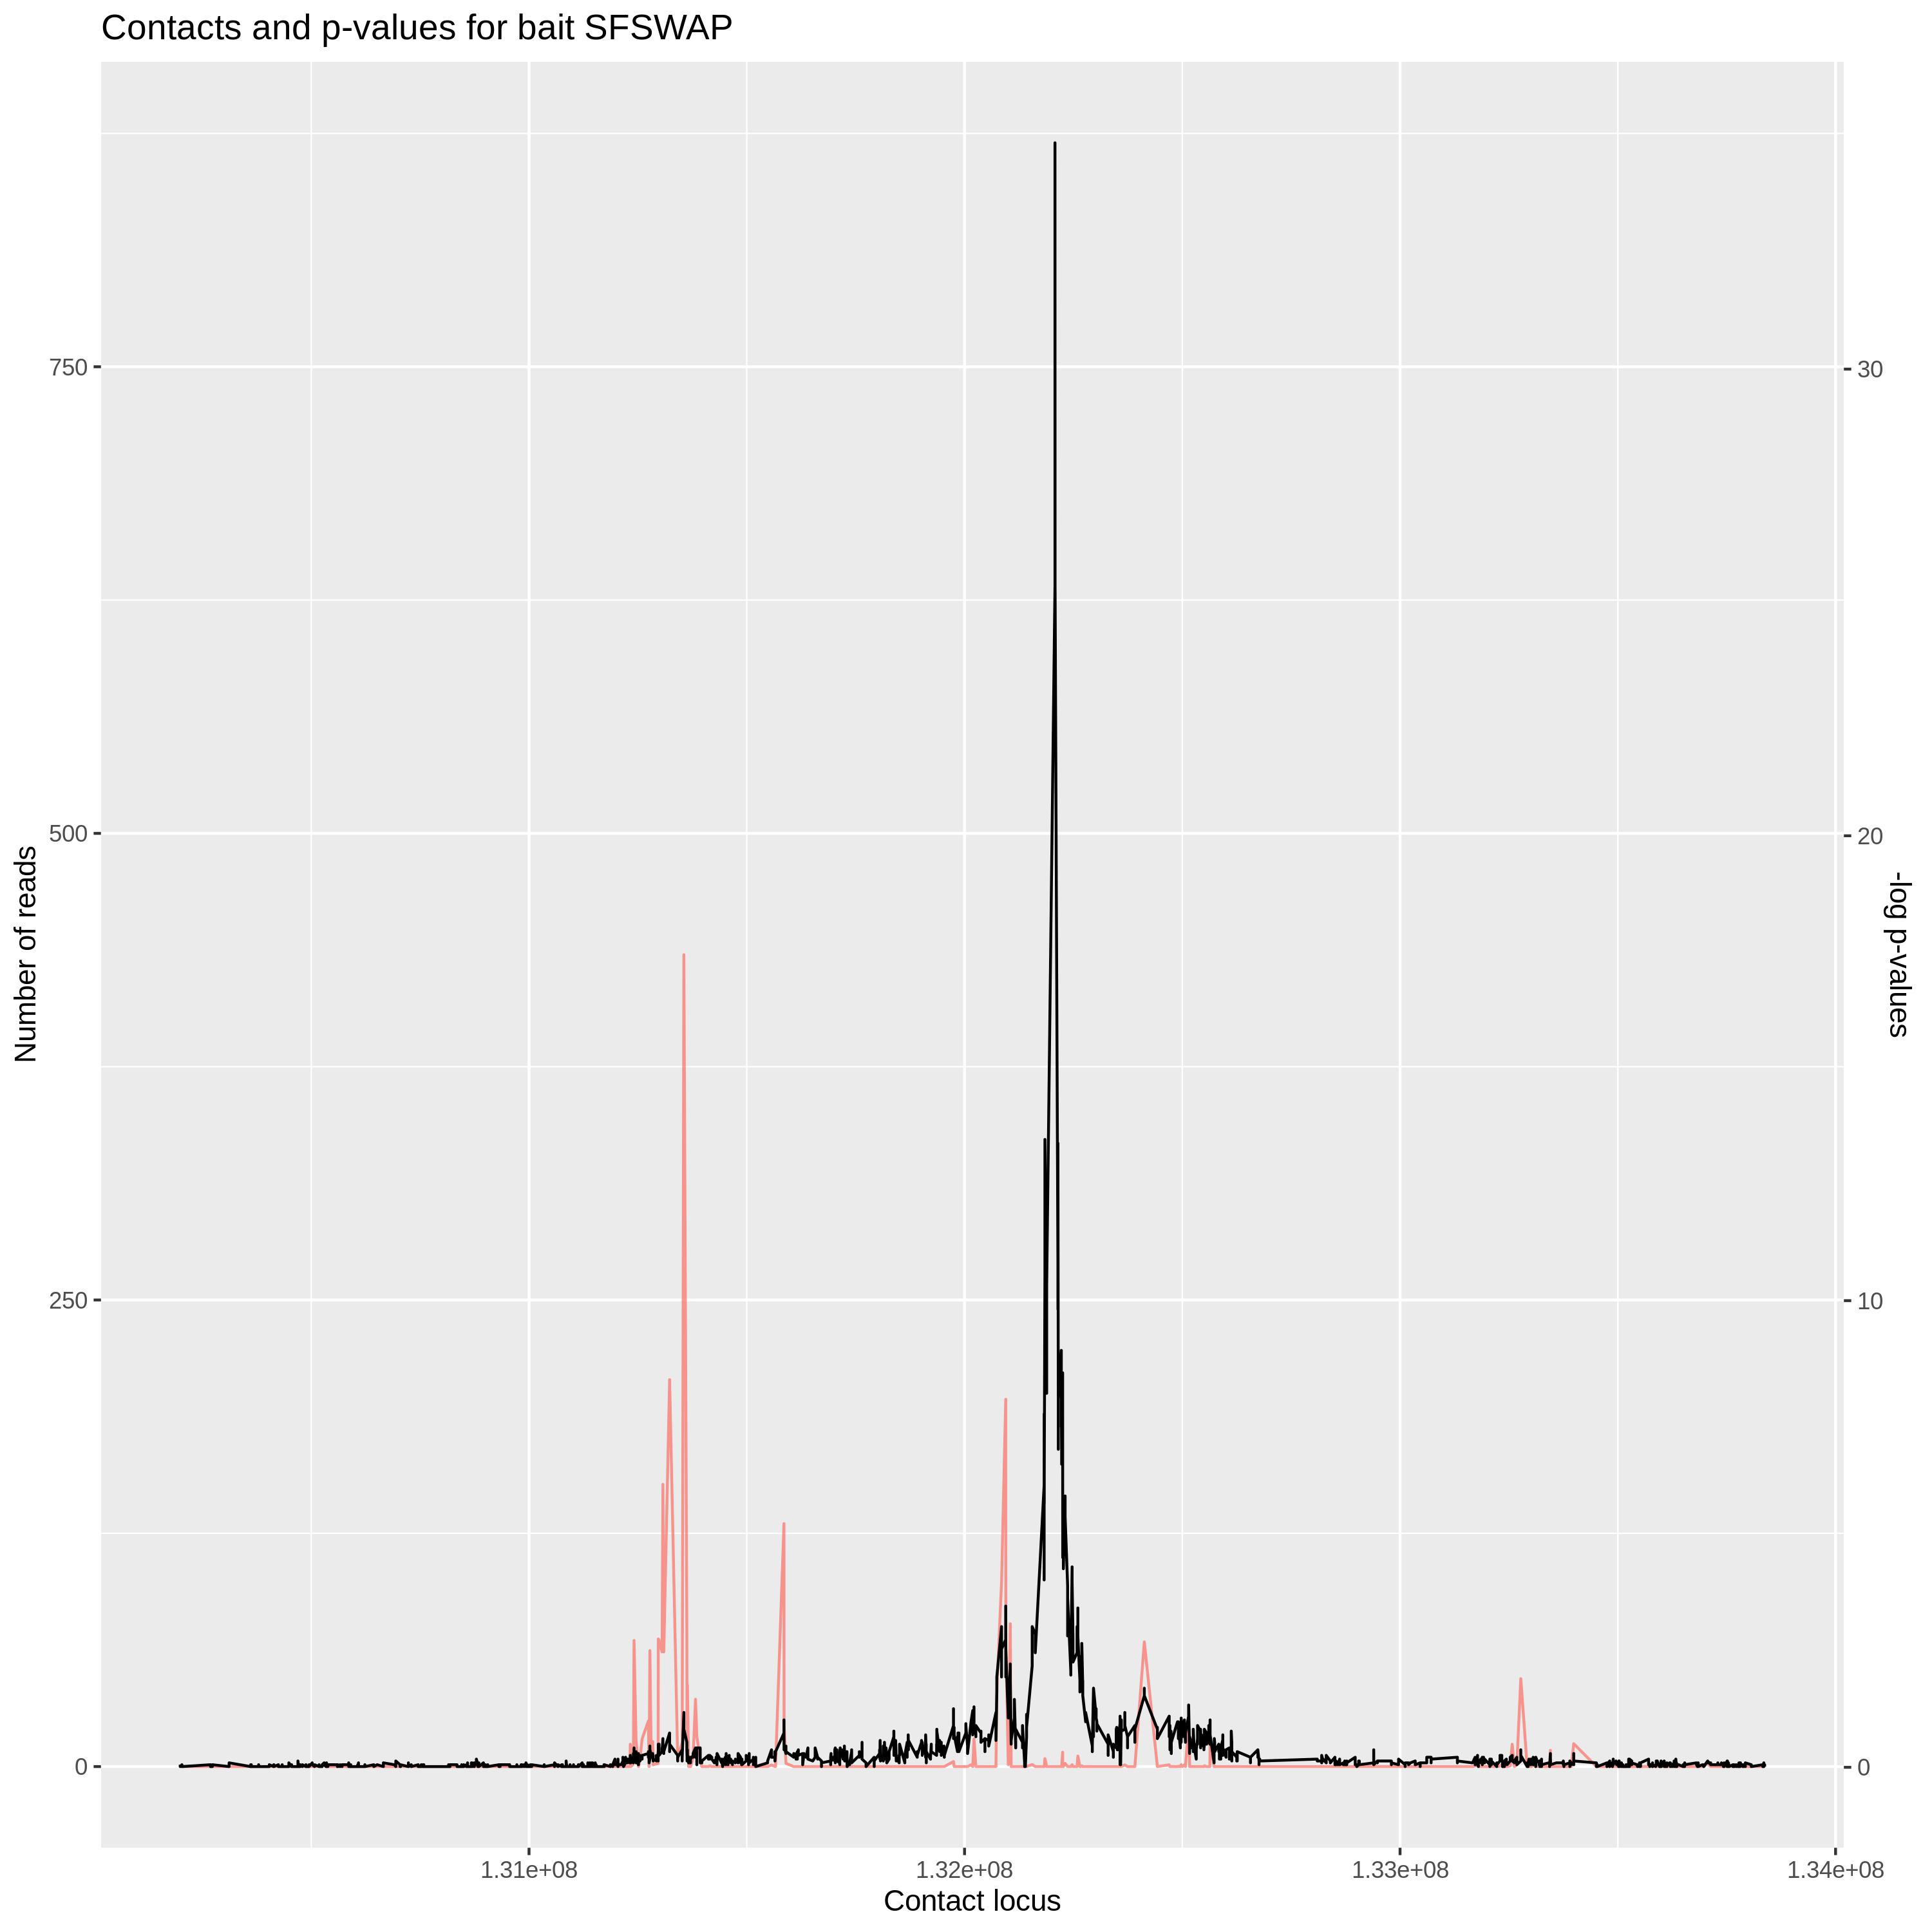 Contacts and p-values for bait SFSWAP
750
500
250
0
Number of reads
30
20
10
0
-log p-values
1.31e+08
1.32e+08
1.33e+08
1.34e+08
Contact locus